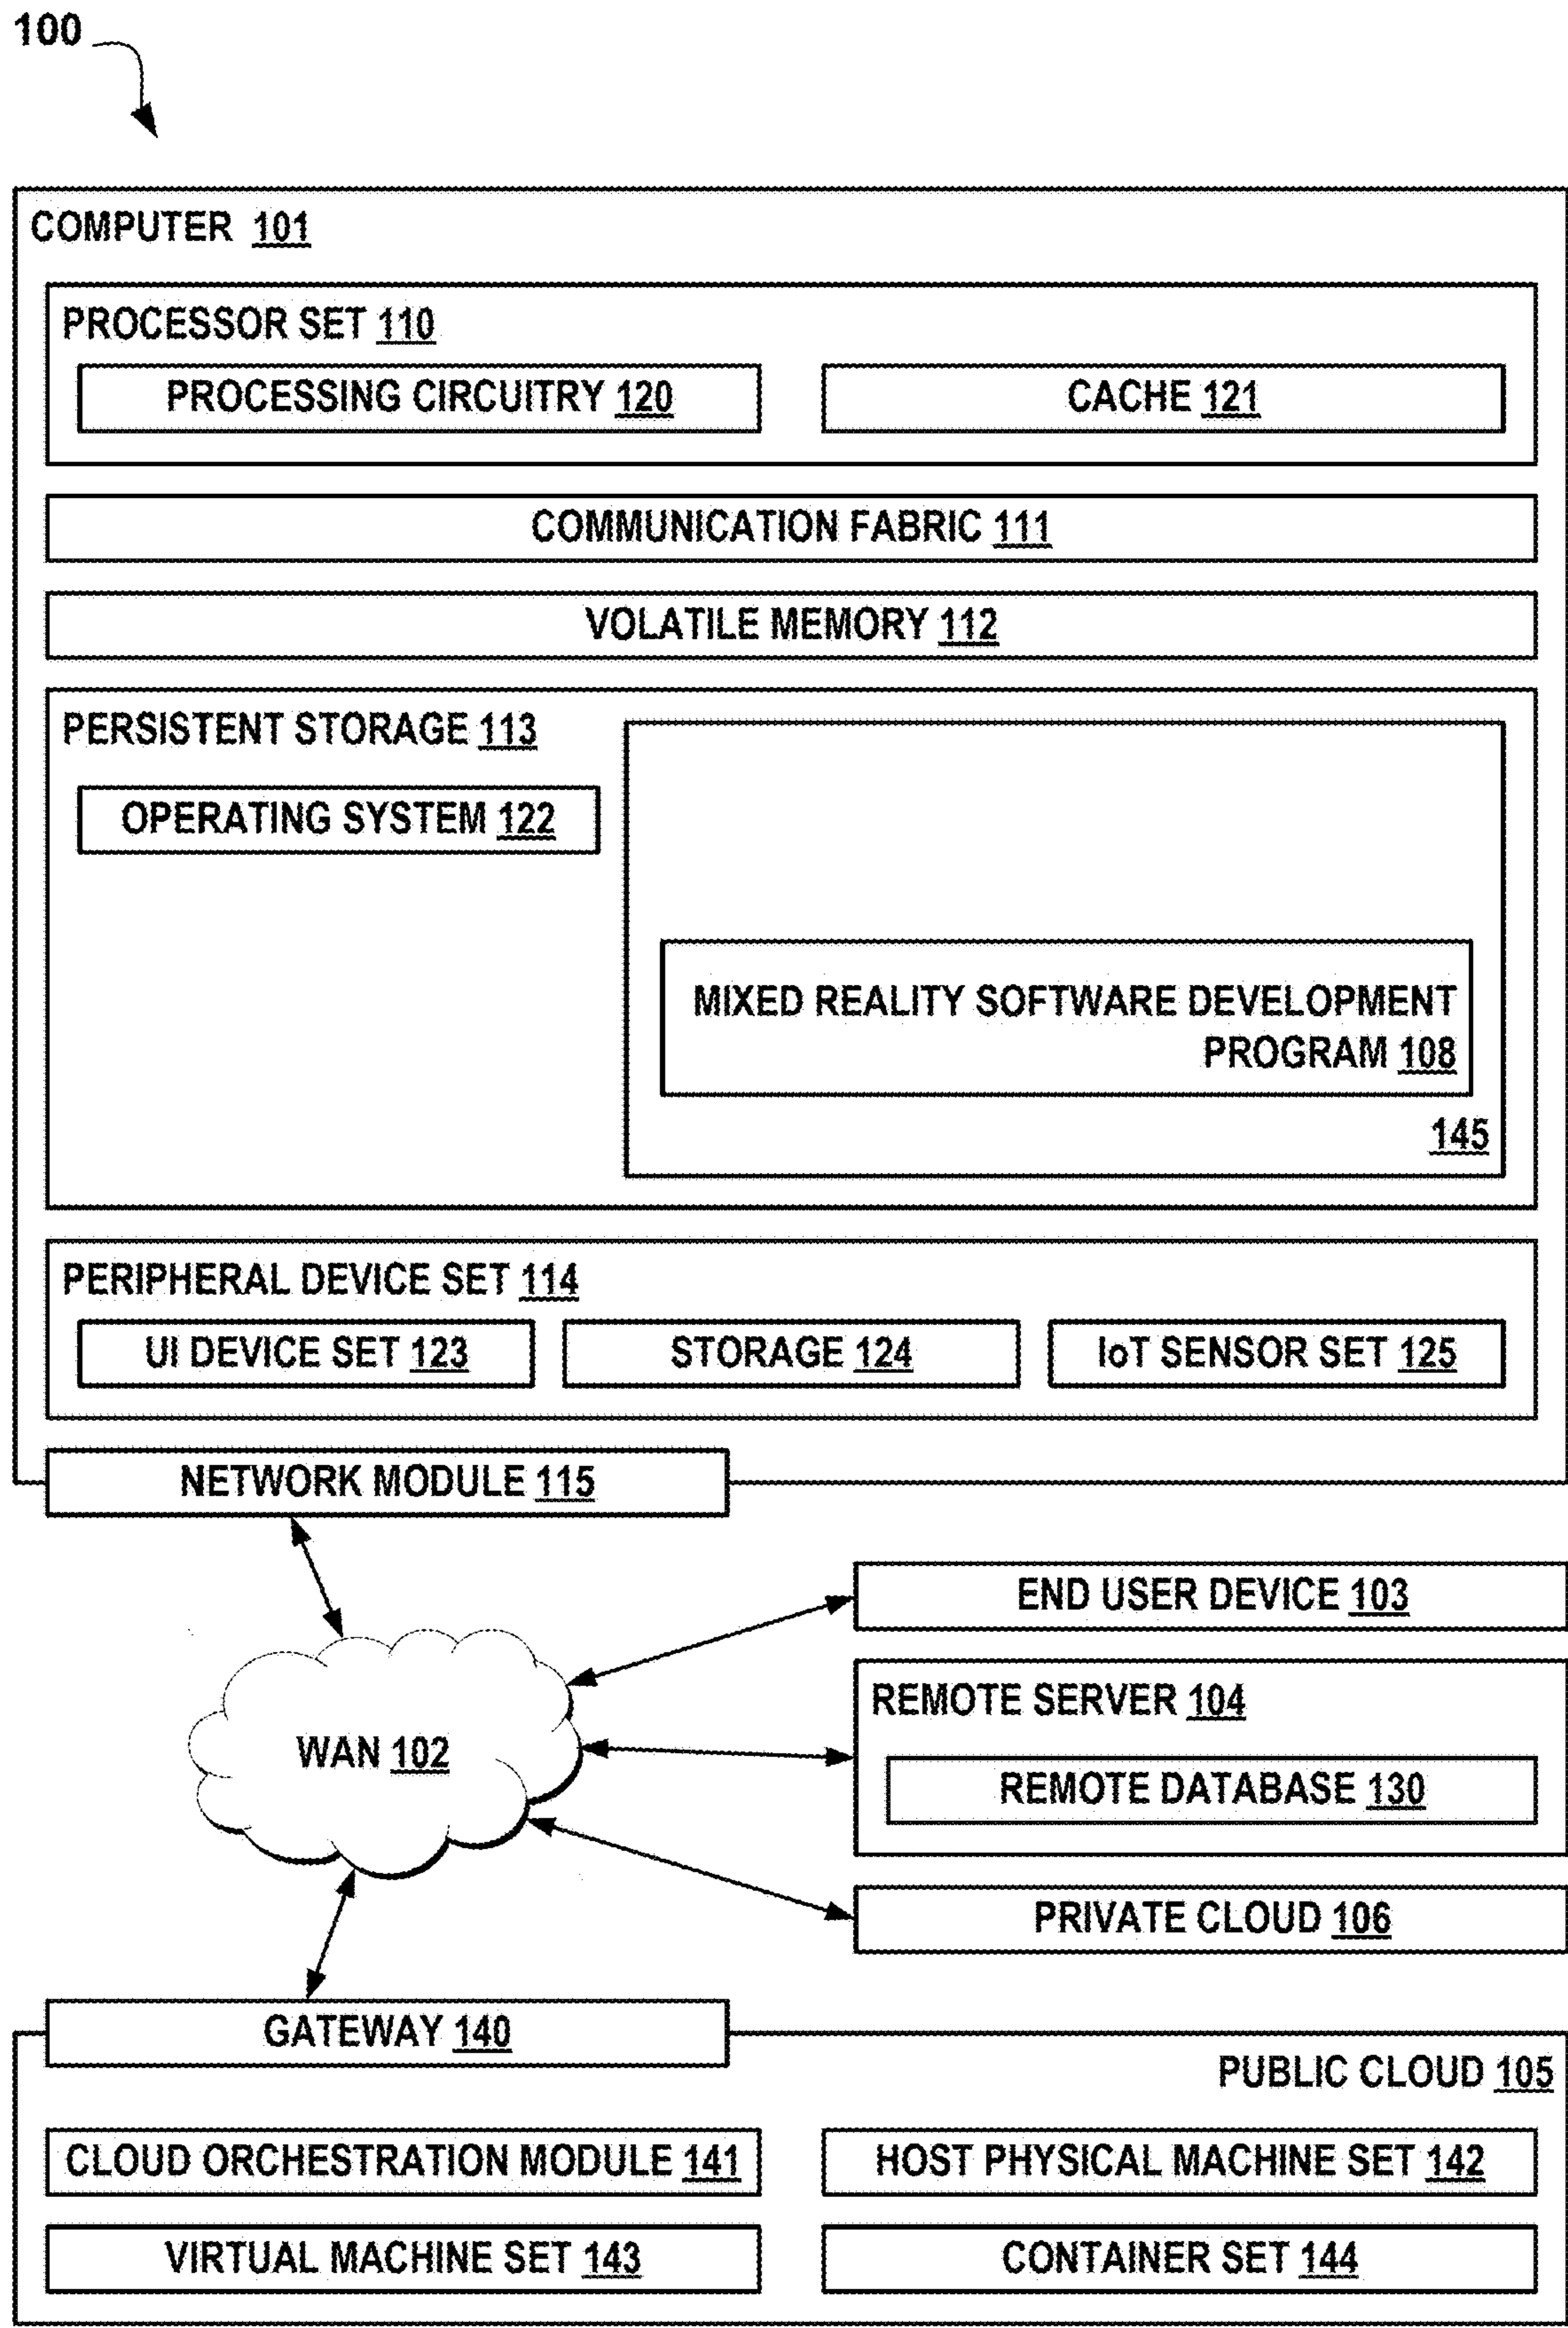 100
COMPUTER 101
PROCESSOR SET 110
PROCESSING CIRCUITRY 120
CACHE 121
COMMUNICATION FABRIC 111
VOLATILE MEMORY 112
PERSISTENT STORAGE 113
OPERATING SYSTEM 122
MIXED REALITY SOFTWARE DEVELOPMENT
PROGRAM 108
145
PERIPHERAL DEVICE SET 114
UI DEVICE SET 123
STORAGE 124
IoT SENSOR SET 125
NETWORK MODULE 115
END USER DEVICE 103
REMOTE SERVER 104
WAN 102
REMOTE DATABASE 130
PRIVATE CLOUD 106
GATEWAY 140
PUBLIC CLOUD 105
CLOUD ORCHESTRATION MODULE 141
HOST PHYSICAL MACHINE SET 142
VIRTUAL MACHINE SET 143
CONTAINER SET 144